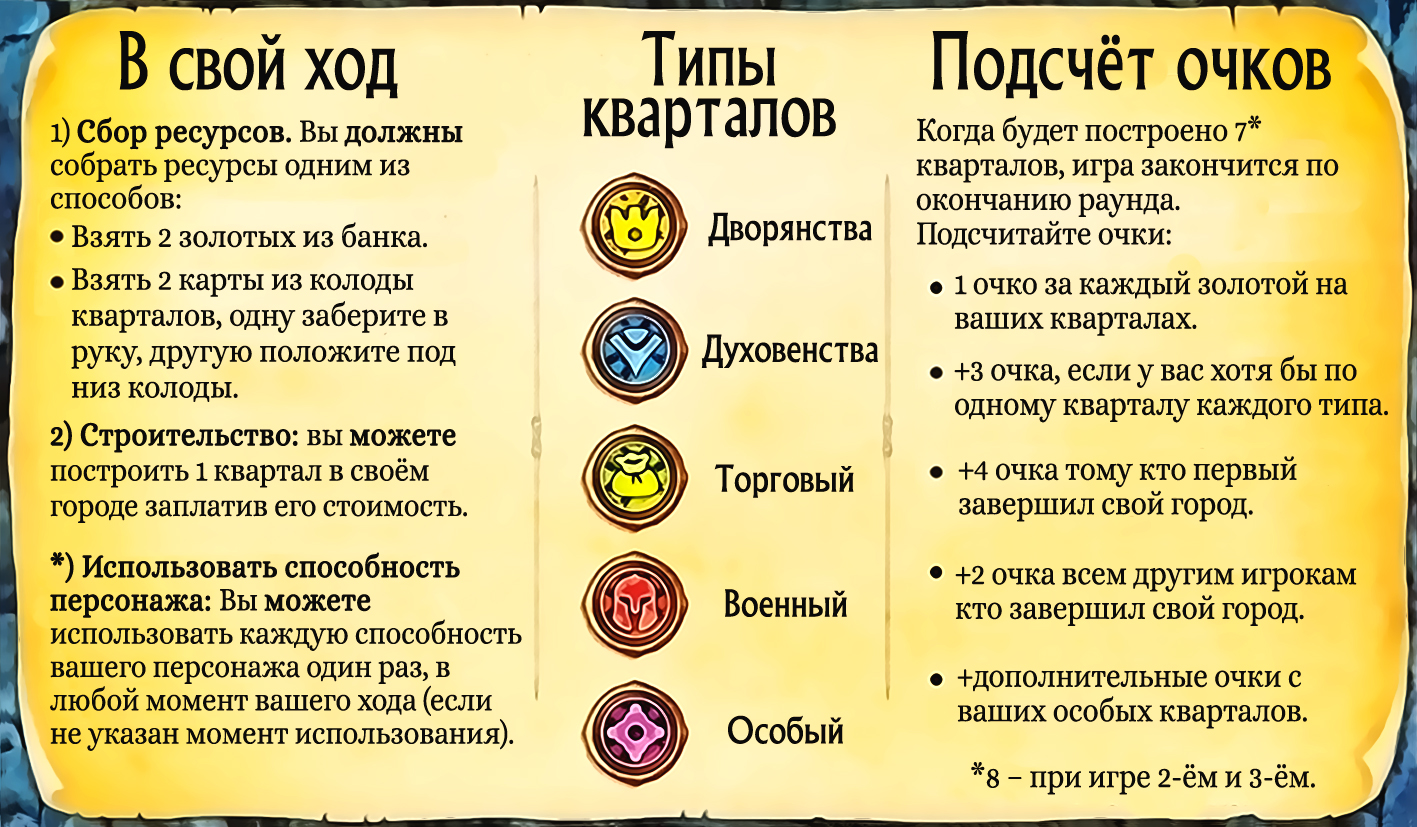 В свой ход
1) Сбор ресурсов. Вы должны
собрать ресурсы одним из
способов:
• Взять 2 золотых из банка.
• Взять 2 карты из колоды
кварталов, одну заберите в
руку, другую положите под
низ колоды.
2) Строительство: вы можете
построить 1 квартал в своём
городе заплатив его стоимость.
*) Использовать способность
персонажа: Вы можете
использовать каждую способность
вашего персонажа один раз, в
любой момент вашего хода (если
не указан момент использования).
Типы
кварталов
Дворянства
Духовенства
Торговый
Военный
Особый
Подсчёт очков
Когда будет построено 7*
кварталов, игра закончится по
окончанию раунда.
Подсчитайте очки:
• 1 очко за каждый золотой на
ваших кварталах.
• +3 очка, если у вас хотя бы по
одному кварталу каждого типа.
• +4 очка тому кто первый
завершил свой город.
• +2 очка всем другим игрокам
кто завершил свой город.
• +дополнительные очки с
ваших особых кварталов.
*8 – при игре 2-ём и 3-ём.